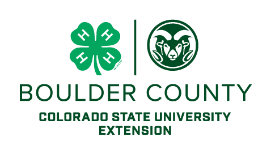 H H
H H
BOULDER COUNTY
COLORADO STATE UNIVERSITY
EXTENSION